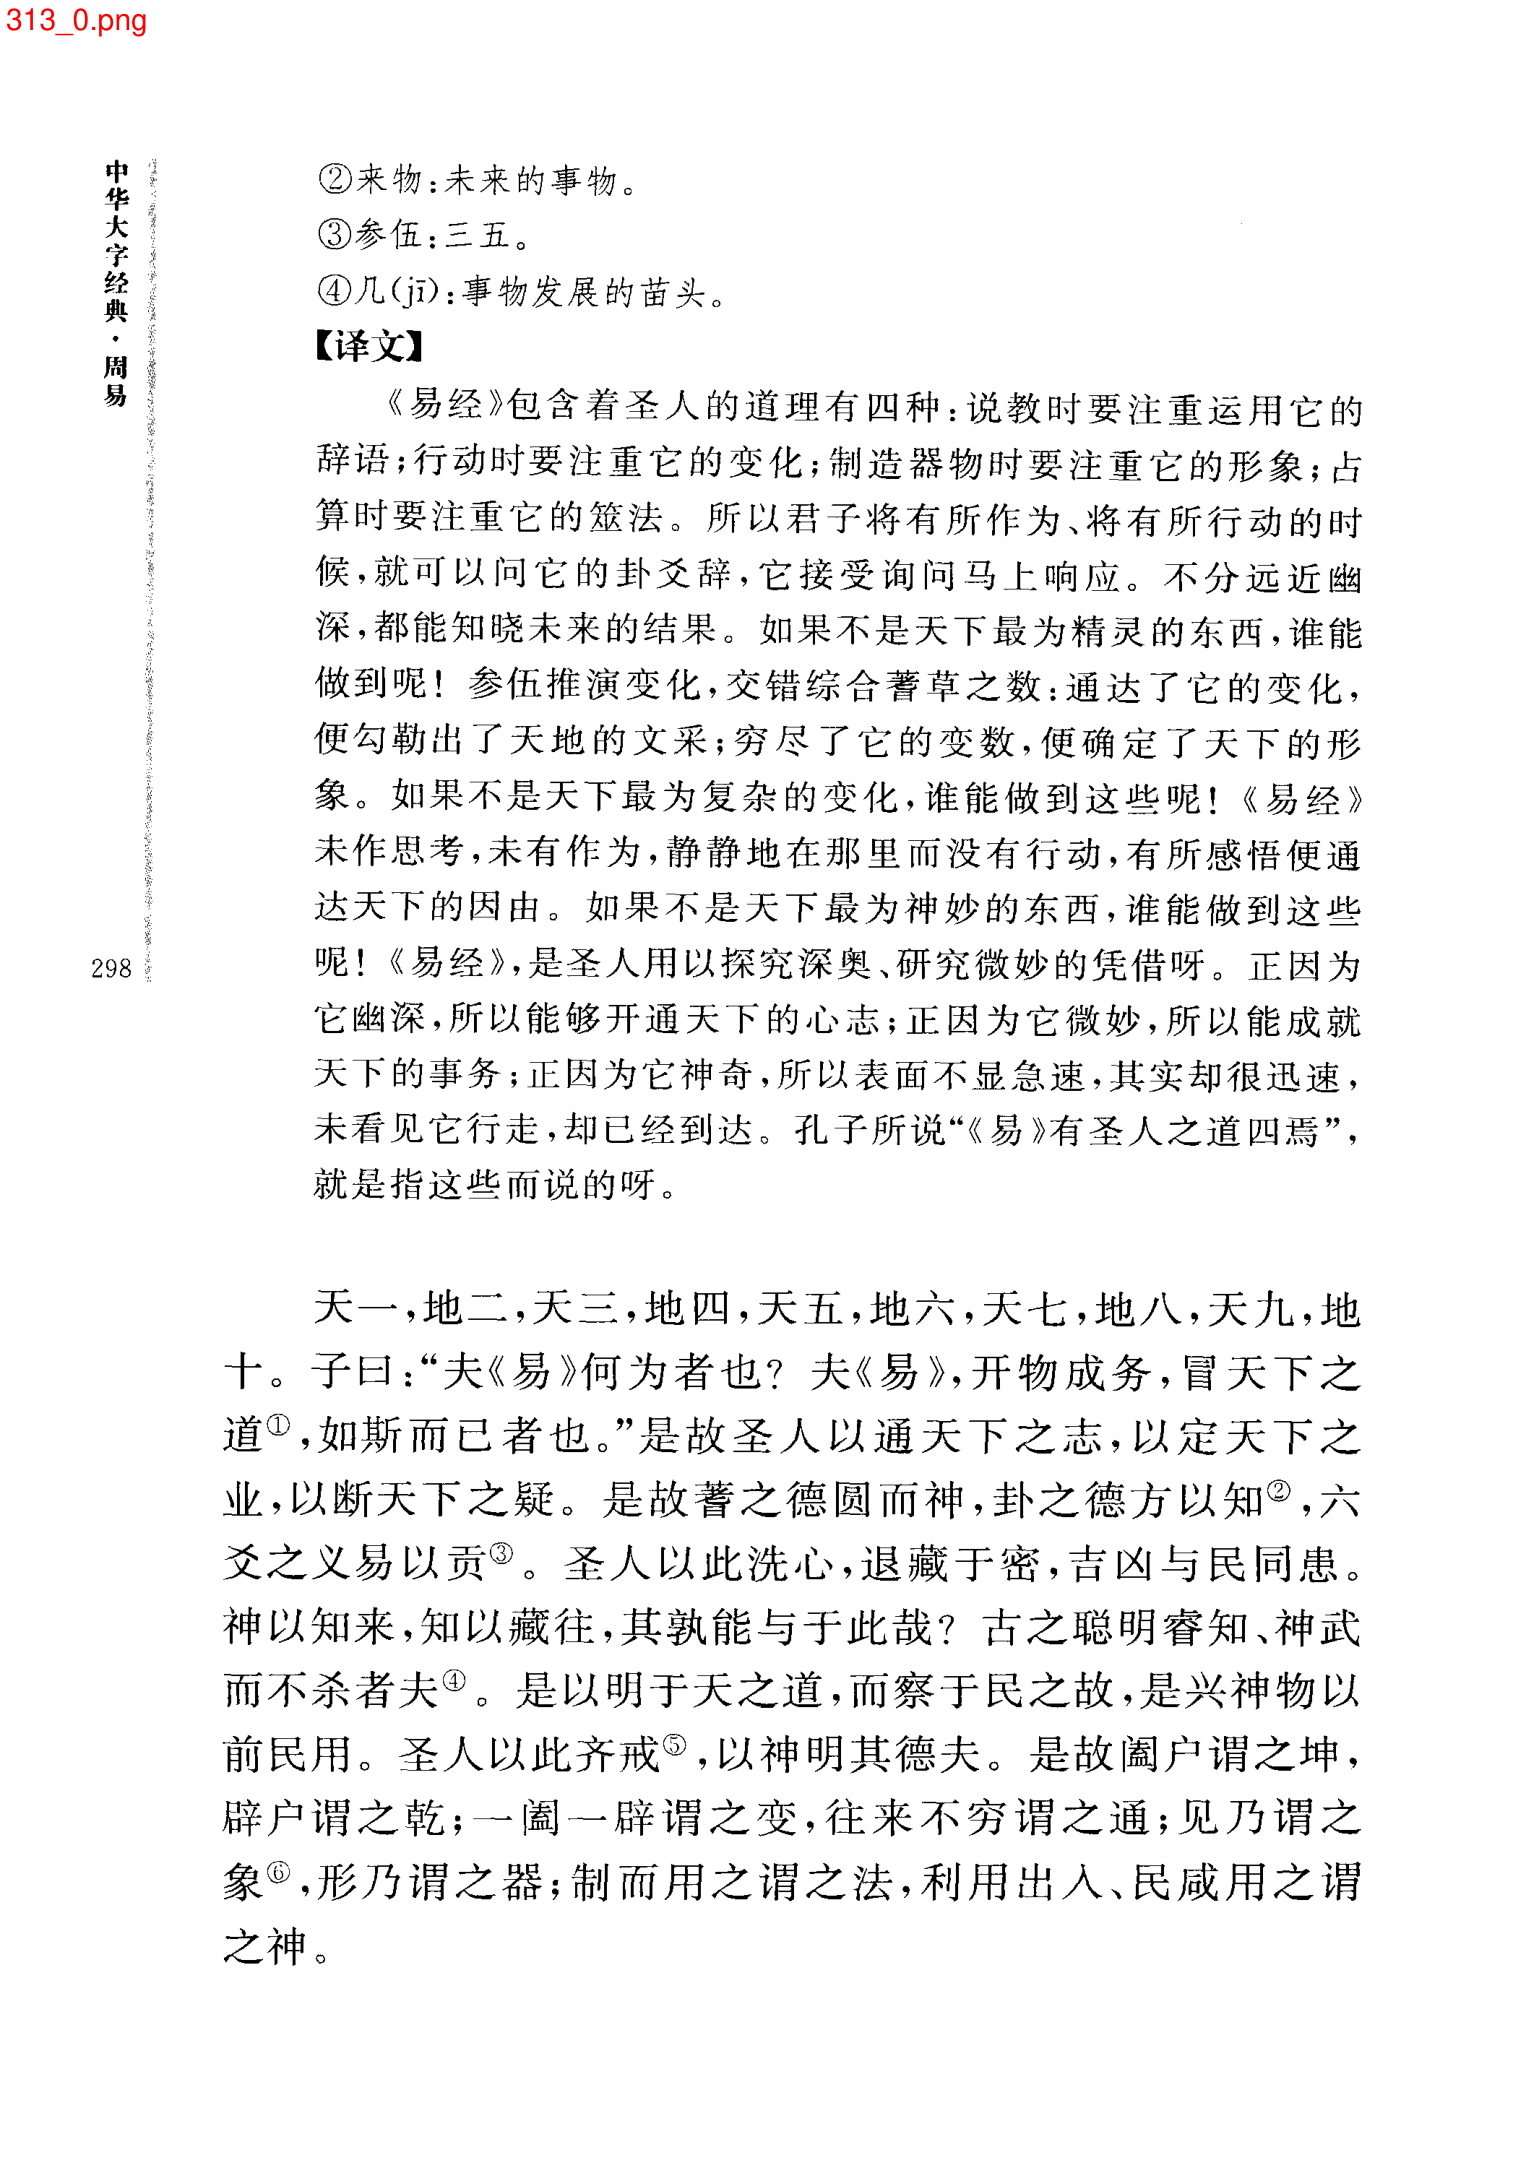 313_0.png
中华大字经典·周易
298
②来物:未来的事物。
③参伍:三五。
④几(jī):事物发展的苗头。
【译文】
《易经》包含着圣人的道理有四种:说教时要注重运用它的
辞语;行动时要注重它的变化;制造器物时要注重它的形象;占
算时要注重它的筮法。所以君子将有所作为、将有所行动的时
候,就可以问它的卦爻辞,它接受询问马上响应。不分远近幽
深,都能知晓未来的结果。如果不是天下最为精灵的东西,谁能
做到呢!参伍推演变化,交错综合蓍草之数:通达了它的变化,
便勾勒出了天地的文采;穷尽了它的变数,便确定了天下的形
象。如果不是天下最为复杂的变化,谁能做到这些呢!《易经》
未作思考,未有作为,静静地在那里而没有行动,有所感悟便通
达天下的因由。如果不是天下最为神妙的东西,谁能做到这些
呢!《易经》,是圣人用以探究深奥、研究微妙的凭借呀。正因为
它幽深,所以能够开通天下的心志;正因为它微妙,所以能成就
天下的事务;正因为它神奇,所以表面不显急速,其实却很迅速,
未看见它行走,却已经到达。孔子所说“《易》有圣人之道四焉”,
就是指这些而说的呀。
天一,地二,天三,地四,天五,地六,天七,地八,天九,地
十。子曰:“夫《易》何为者也?夫《易》,开物成务,冒天下之
道①,如斯而已者也。”是故圣人以通天下之志,以定天下之
业,以断天下之疑。是故蓍之德圆而神,卦之德方以知②,六
爻之义易以贡③。圣人以此洗心,退藏于密,吉凶与民同患。
神以知来,知以藏往,其孰能与于此哉?古之聪明睿知、神武
而不杀者夫④。是以明于天之道,而察于民之故,是兴神物以
前民用。圣人以此齐戒⑤,以神明其德夫。是故阖户谓之坤,
辟户谓之乾;一阖一辟谓之变,往来不穷谓之通;见乃谓之
象⑥,形乃谓之器;制而用之谓之法,利用出入、民咸用之谓
之神。